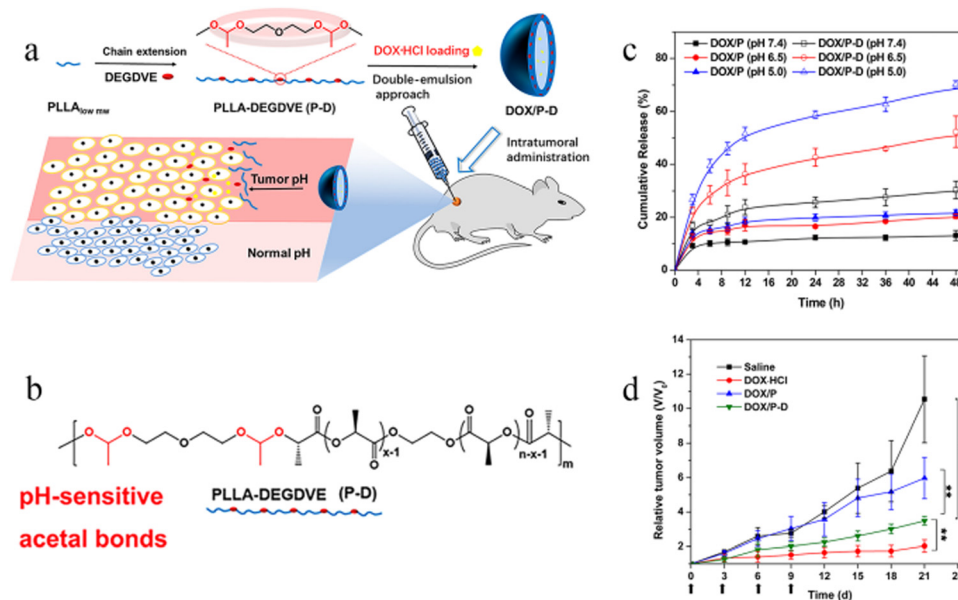 a
Chain extension
DEGDVE
PLLAlow mw
PLLA-DEGDVE (P-D)
DOX·HCl loading
Double-emulsion
approach
DOX/P-D
Intratumoral
administration
Tumor pH
Normal pH
b
O O O O O O O O O O O O
x-1
n-x-1
m
pH-sensitive
acetal bonds
PLLA-DEGDVE (P-D)
c
DOX/P (pH 7.4) DOX/P-D (pH 7.4)
DOX/P (pH 6.5) DOX/P-D (pH 6.5)
DOX/P (pH 5.0) DOX/P-D (pH 5.0)
Cumulative Release (%)
80
60
40
20
0
0 4 8 12 16 20 24 28 32 36 40 44 48
Time (h)
d
Saline
DOX·HCl
DOX/P
DOX/P-D
Relative tumor volume (V/V0)
14
12
10
8
6
4
2
**
**
0 3 6 9 12 15 18 21
Time (d)